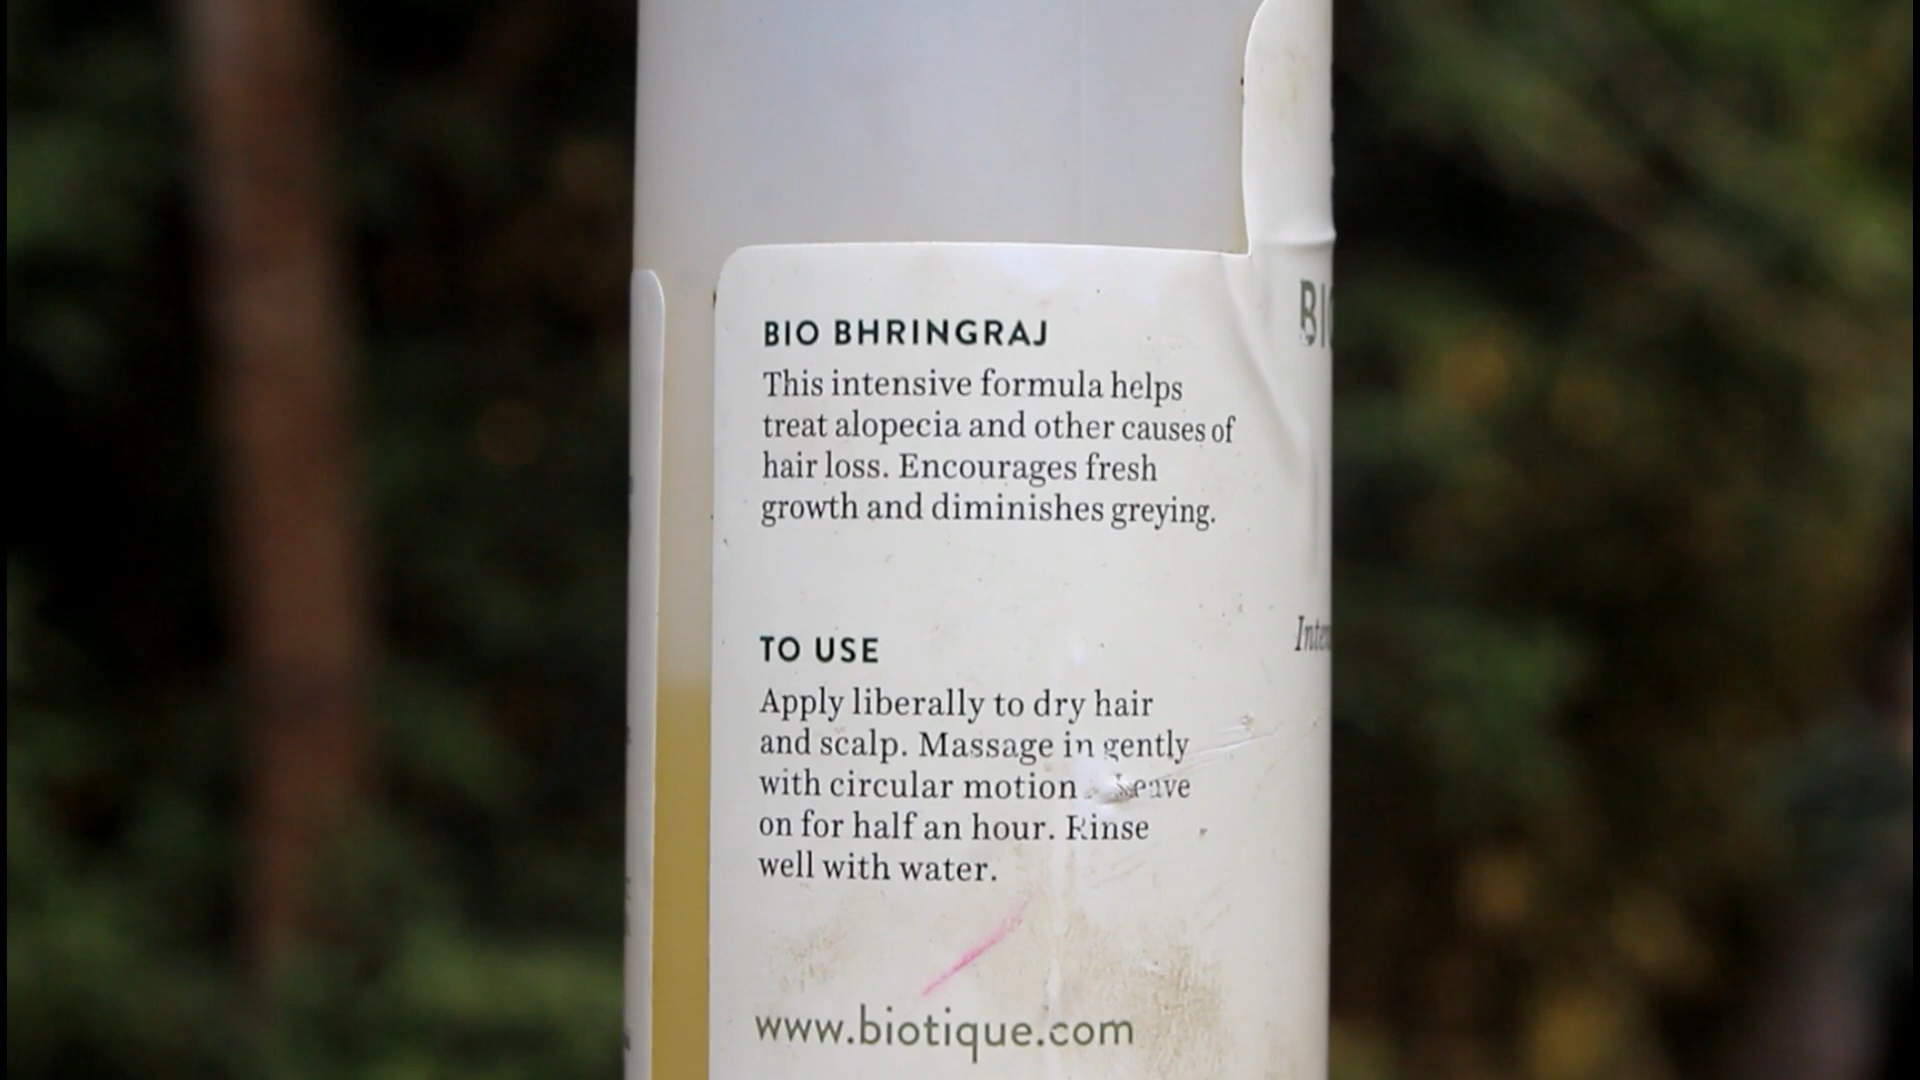 BIO BHRINGRAJ
This intensive formula helps
treat alopecia and other causes of
hair loss. Encourages fresh
growth and diminishes greying.
TO USE
Apply liberally to dry hair
and scalp. Massage in gently
with circular motion Leave
on for half an hour. Rinse
well with water.
www.biotique.com